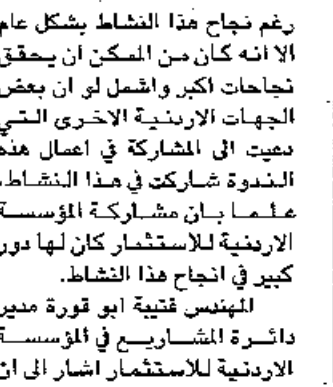 رغم نجاح هذا النشاط بشكل عام
الا انه كان من الممكن ان يحقق
نجاحات اكبر واشمل لو ان بعض
الجهات الاردنية الاخرى التي
دعيت الى المشاركة في اعمال هذه
الندوة شاركت في هذا النشاط،
علما بان مشاركة المؤسسة
الاردنية للاستثمار كان لها دور
كبير في انجاح هذا النشاط.
المهندس قتيبة ابو قورة مدير
دائرة المشاريع في المؤسسة
الاردنية للاستثمار اشار الى ان